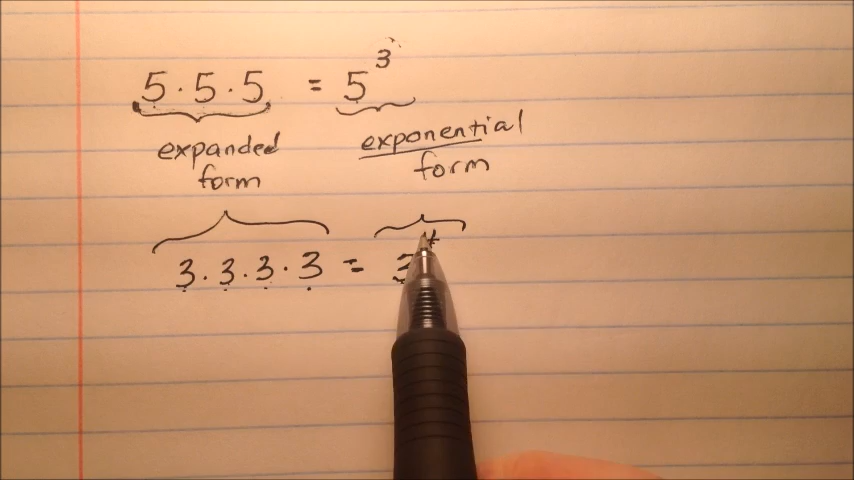 5 · 5 · 5 = 5³
expanded form
exponential form
3 · 3 · 3 · 3 = 3⁴